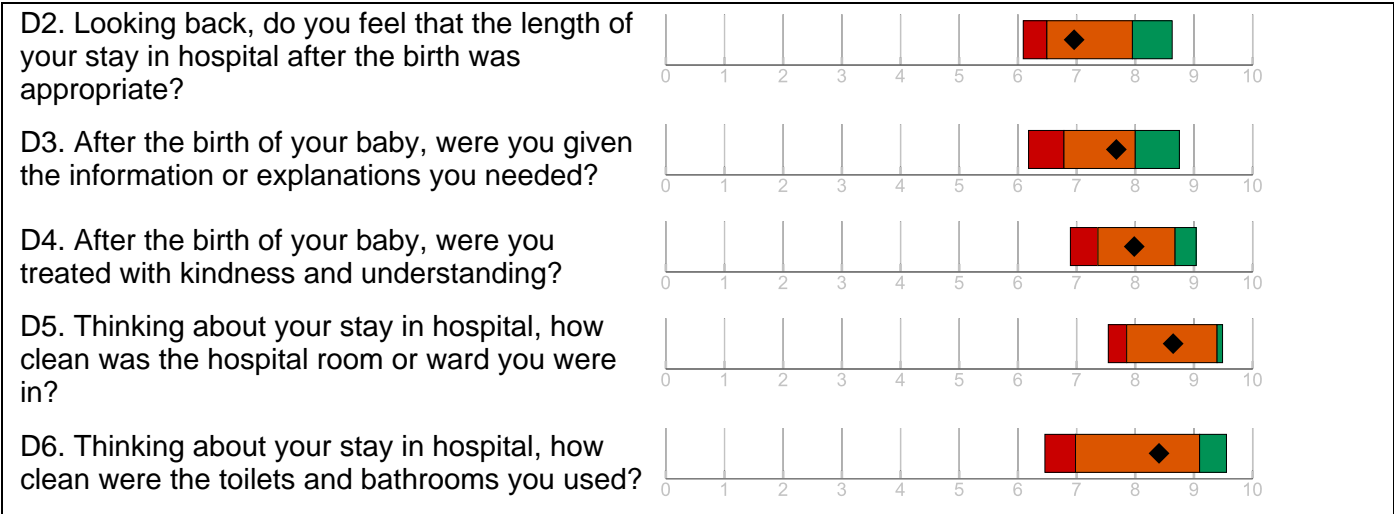 D2. Looking back, do you feel that the length of
your stay in hospital after the birth was
appropriate?
0 1 2 3 4 5 6 7 8 9 10
D3. After the birth of your baby, were you given
the information or explanations you needed?
0 1 2 3 4 5 6 7 8 9 10
D4. After the birth of your baby, were you
treated with kindness and understanding?
0 1 2 3 4 5 6 7 8 9 10
D5. Thinking about your stay in hospital, how
clean was the hospital room or ward you were
in?
0 1 2 3 4 5 6 7 8 9 10
D6. Thinking about your stay in hospital, how
clean were the toilets and bathrooms you used?
0 1 2 3 4 5 6 7 8 9 10